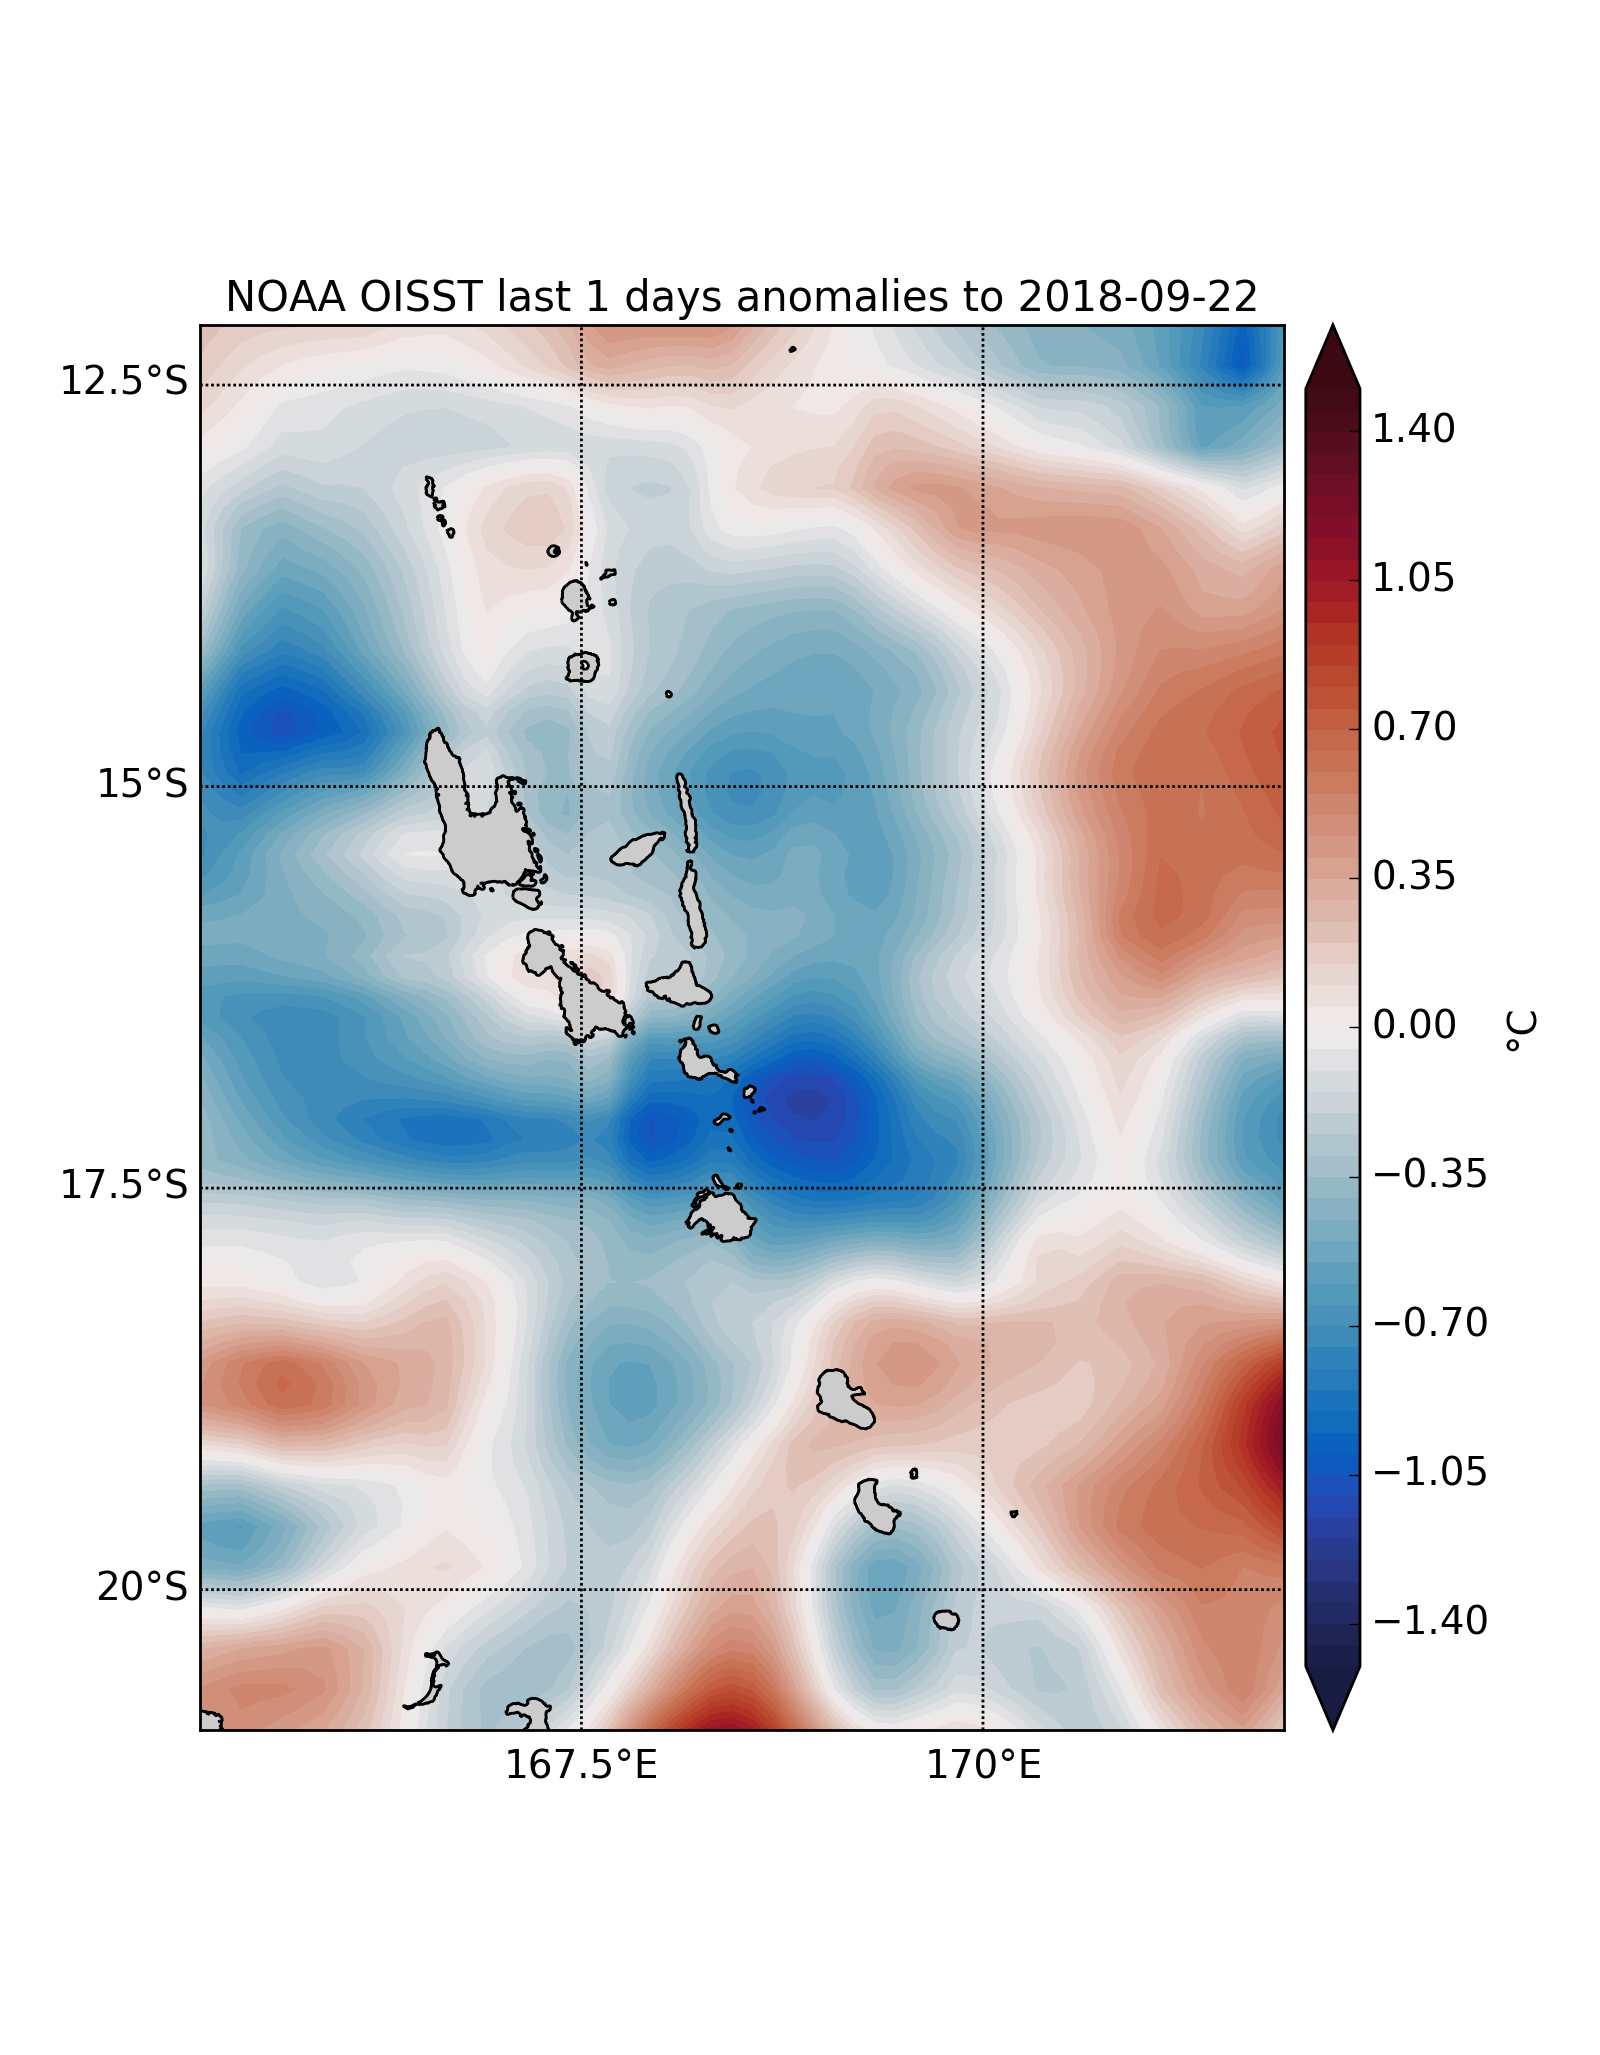 NOAA OISST last 1 days anomalies to 2018-09-22
12.5°S
15°S
17.5°S
20°S
167.5°E
170°E
1.40
1.05
0.70
0.35
0.00
−0.35
−0.70
−1.05
−1.40
°C